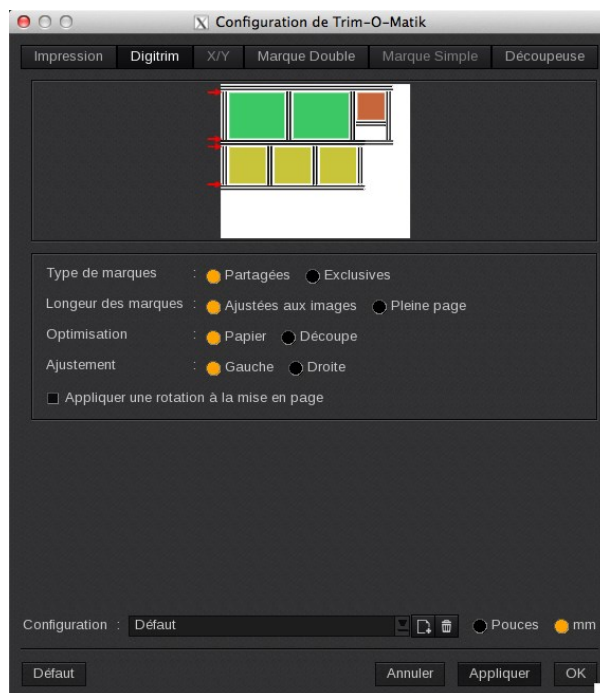 Configuration de Trim-O-Matik
Impression Digitrim X/Y Marque Double Marque Simple Découpeuse
Type de marques : Partagées Exclusives
Longeur des marques : Ajustées aux images Pleine page
Optimisation : Papier Découpe
Ajustement : Gauche Droite
Appliquer une rotation à la mise en page
Configuration : Défaut Pouces mm
Défaut Annuler Appliquer OK